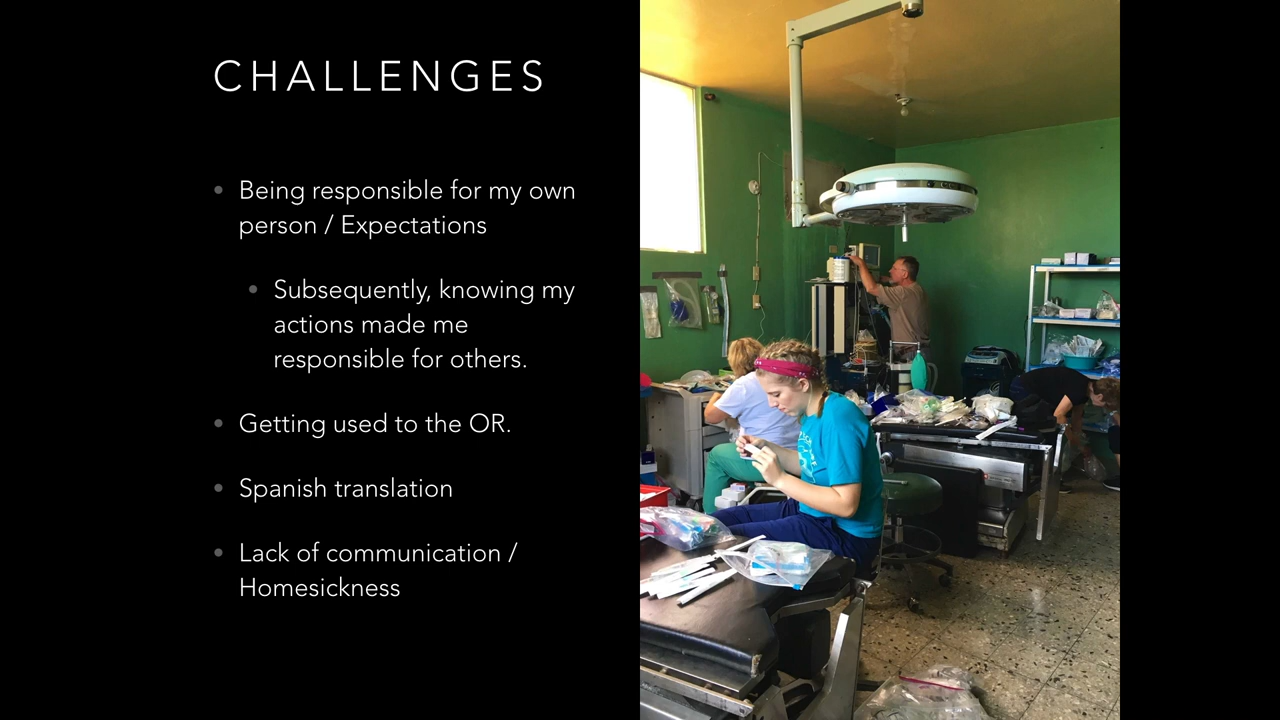 CHALLENGES
• Being responsible for my own
person / Expectations
• Subsequently, knowing my
actions made me
responsible for others.
• Getting used to the OR.
• Spanish translation
• Lack of communication /
Homesickness